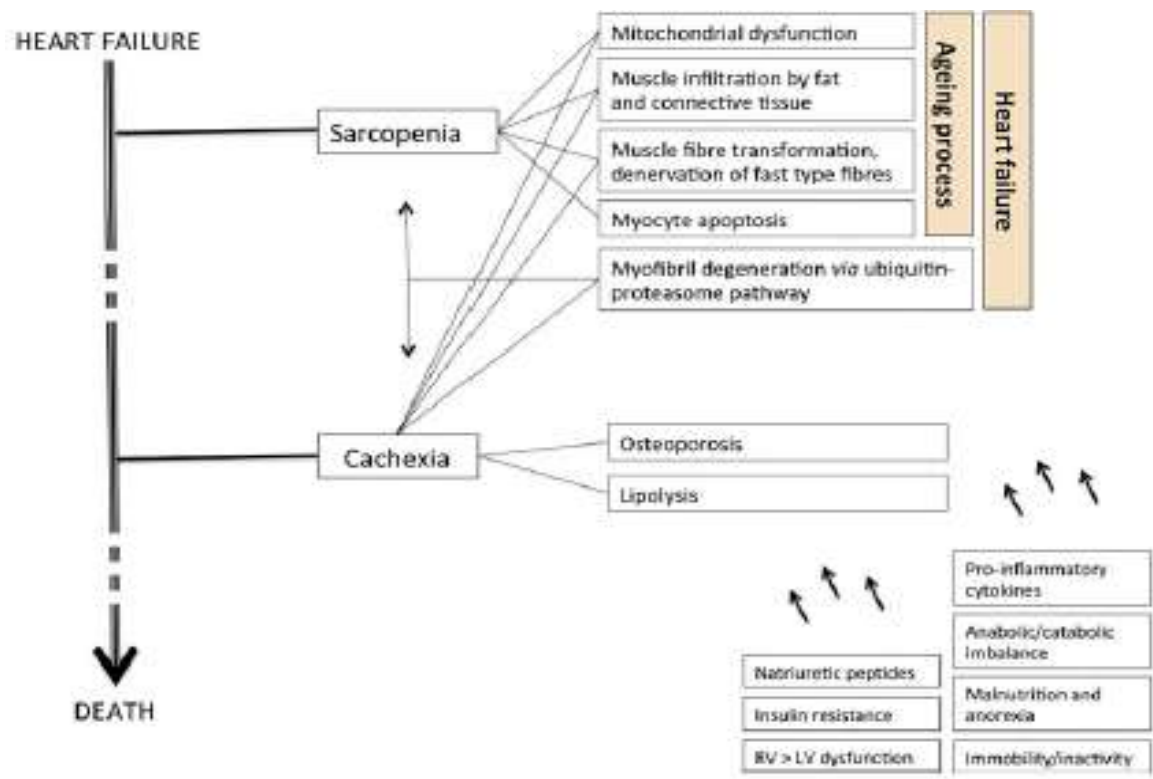 HEART FAILURE
Sarcopenia
Mitochondrial dysfunction
Muscle infiltration by fat
and connective tissue
Muscle fibre transformation,
denervation of fast type fibres
Myocyte apoptosis
Myofibril degeneration via ubiquitin-
proteasome pathway
Ageing process
Heart failure
Cachexia
Osteoporosis
Lipolysis
Natriuretic peptides
Insulin resistance
RV > LV dysfunction
Pro-inflammatory
cytokines
Anabolic/catabolic
imbalance
Malnutrition and
anorexia
Immobility/inactivity
DEATH